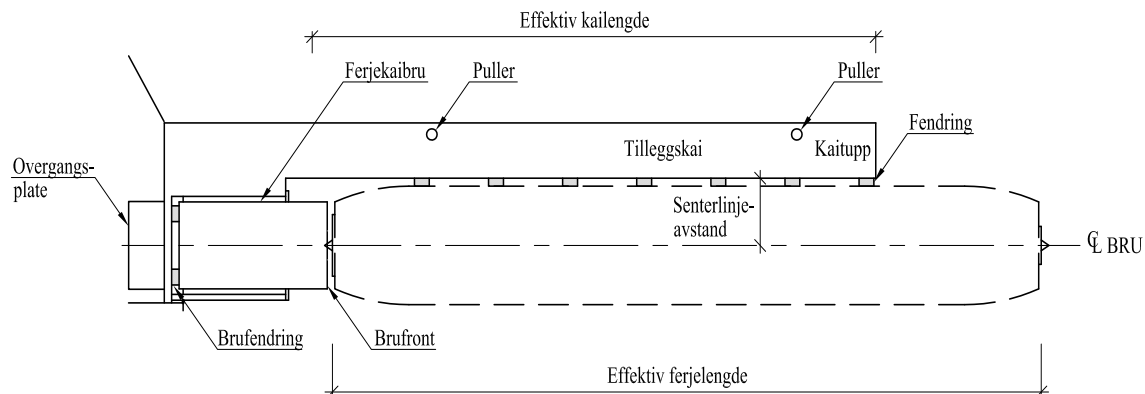 Effektiv kailengde
Ferjekaibru
Puller
Puller
Fendring
Overgangs-
plate
Tilleggskai
Kaitupp
Senterlinje-
avstand
℄ BRU
Brufendring
Brufront
Effektiv ferjelengde